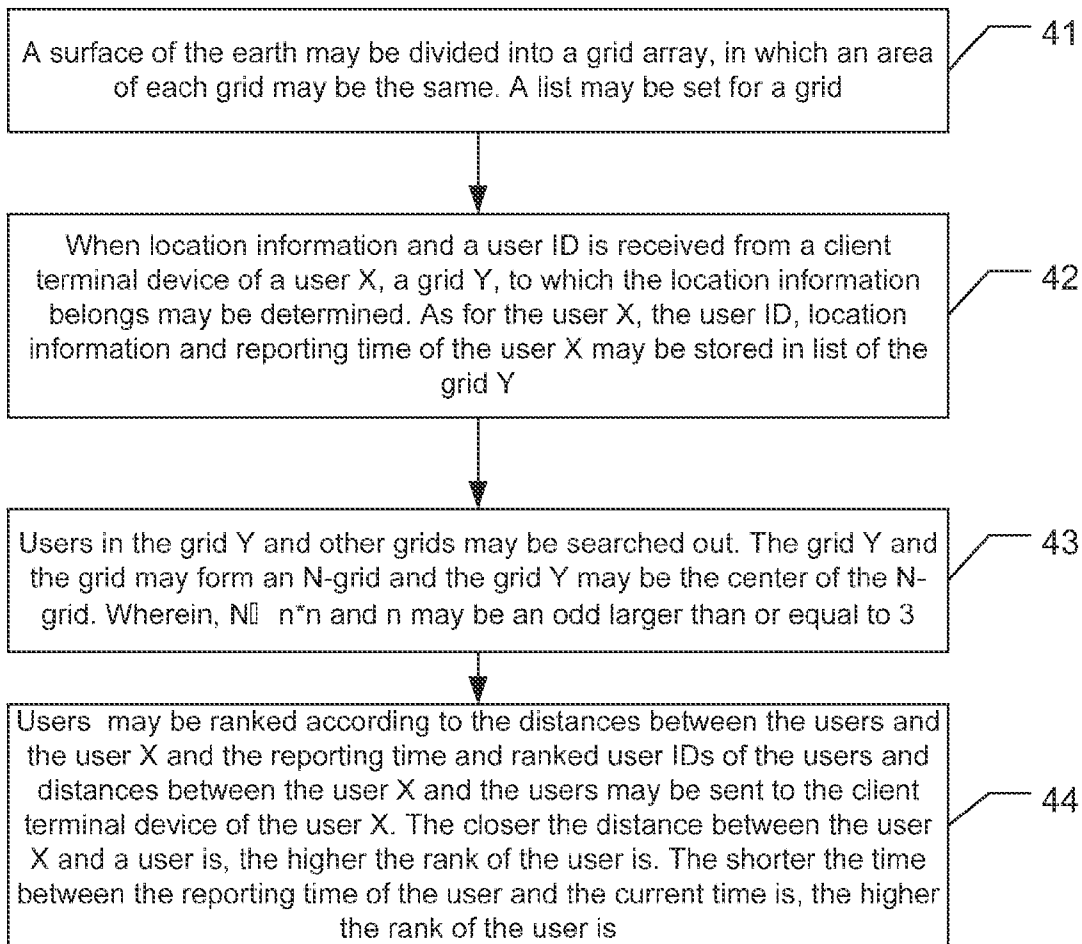 A surface of the earth may be divided into a grid array, in which an area
of each grid may be the same. A list may be set for a grid
41
When location information and a user ID is received from a client
terminal device of a user X, a grid Y, to which the location information
belongs may be determined. As for the user X, the user ID, location
information and reporting time of the user X may be stored in list of the
grid Y
42
Users in the grid Y and other grids may be searched out. The grid Y and
the grid may form an N-grid and the grid Y may be the center of the N-
grid. Wherein, N▯ n*n and n may be an odd larger than or equal to 3
43
Users may be ranked according to the distances between the users and
the user X and the reporting time and ranked user IDs of the users and
distances between the user X and the users may be sent to the client
terminal device of the user X. The closer the distance between the user
X and a user is, the higher the rank of the user is. The shorter the time
between the reporting time of the user and the current time is, the higher
the rank of the user is
44